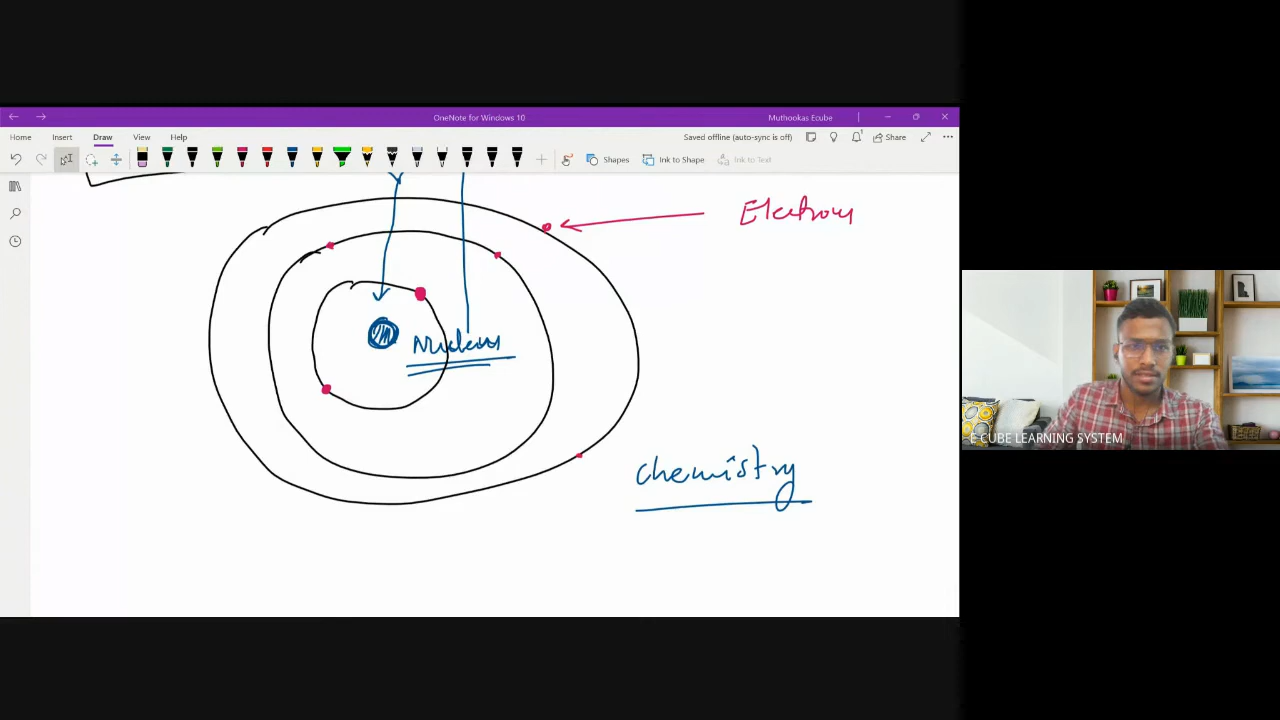 OneNote for Windows 10
Muthookas Ecube
Home Insert Draw View Help
Saved offline (auto-sync is off)
Share
Shapes
Ink to Shape
Ink to Text
Electrons
Nucleus
chemistry
E CUBE LEARNING SYSTEM